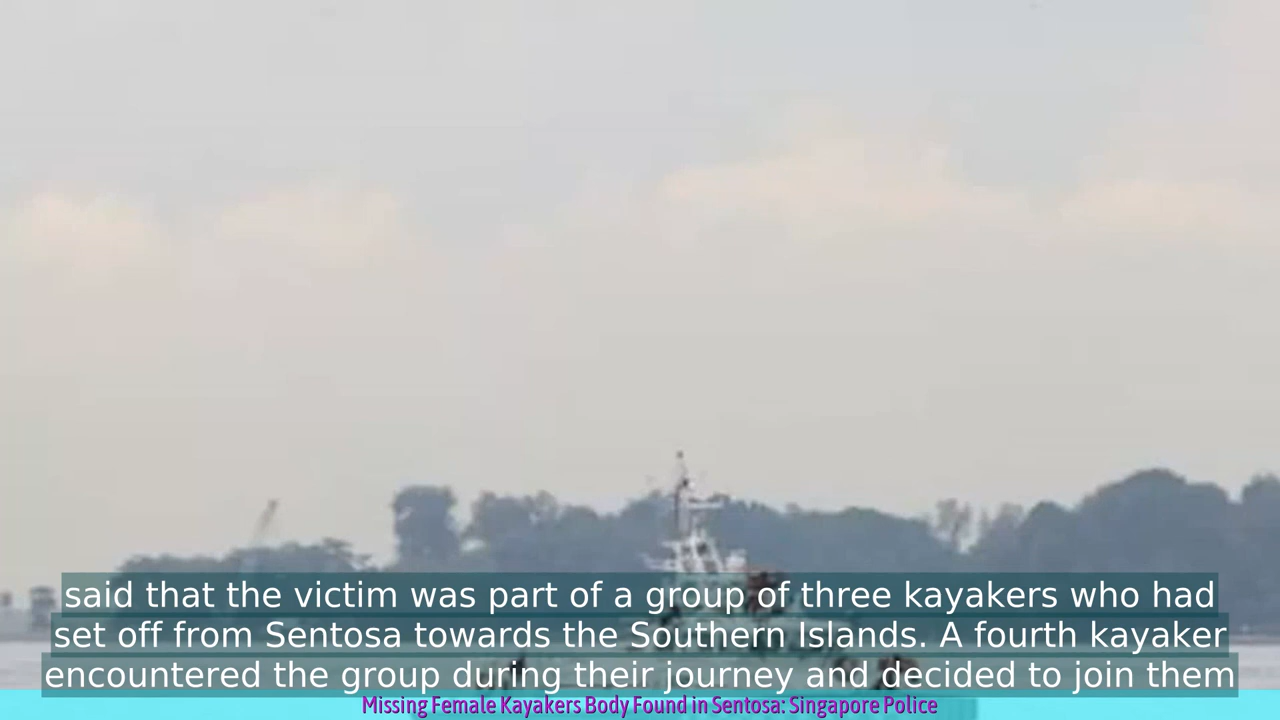 said that the victim was part of a group of three kayakers who had
set off from Sentosa towards the Southern Islands. A fourth kayaker
encountered the group during their journey and decided to join them
Missing Female Kayakers Body Found in Sentosa: Singapore Police